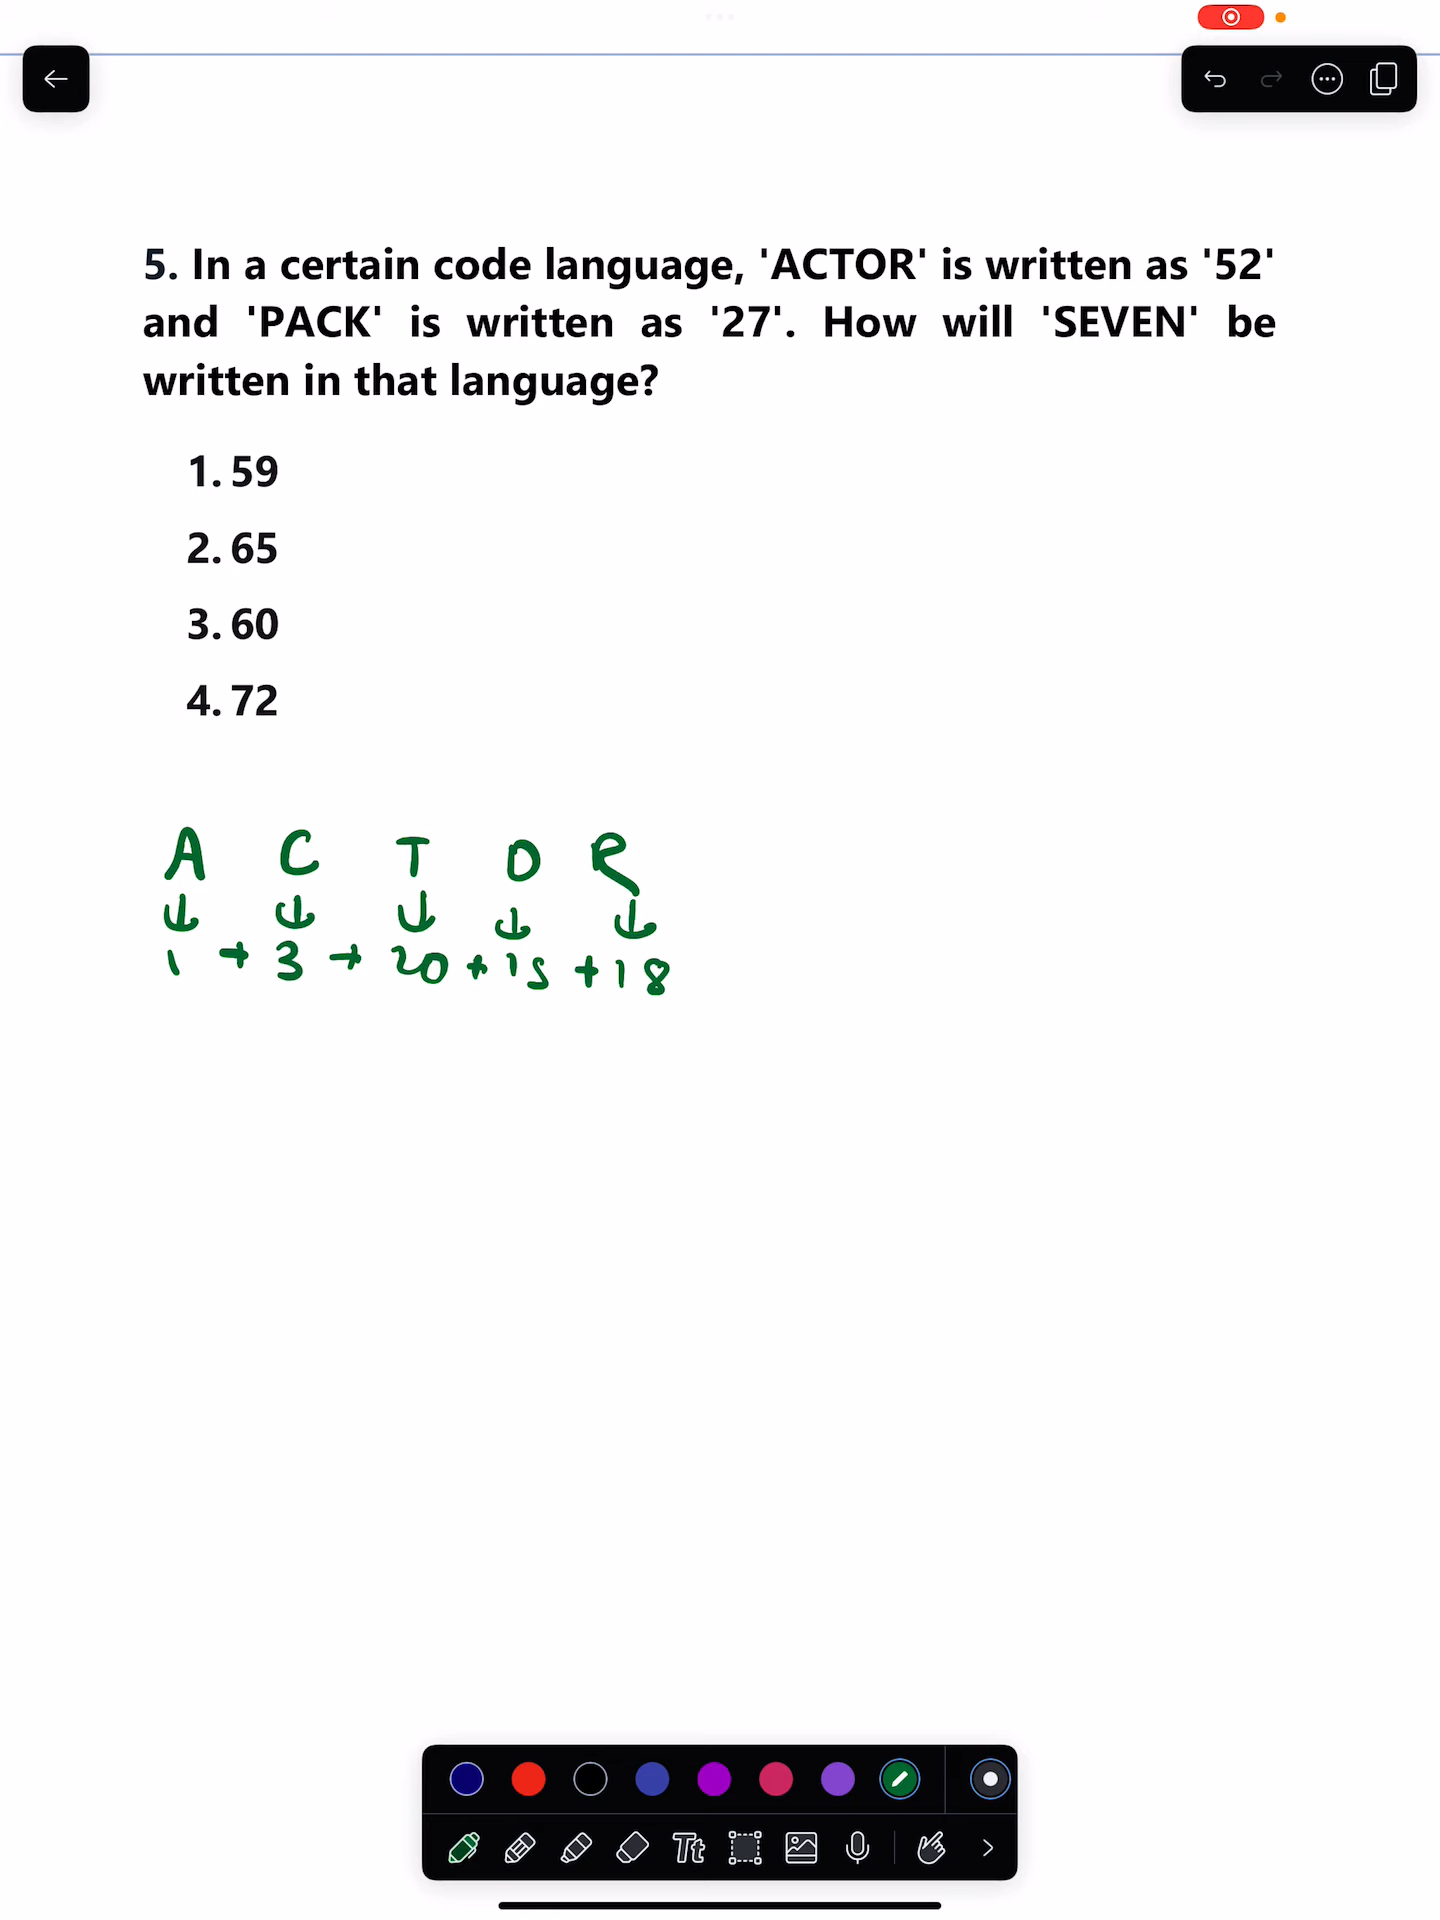 5. In a certain code language, 'ACTOR' is written as '52'
and 'PACK' is written as '27'. How will 'SEVEN' be
written in that language?
1. 59
2. 65
3. 60
4. 72
A C T O R
↓ ↓ ↓ ↓ ↓
1 + 3 + 20 + 15 + 18
Tt